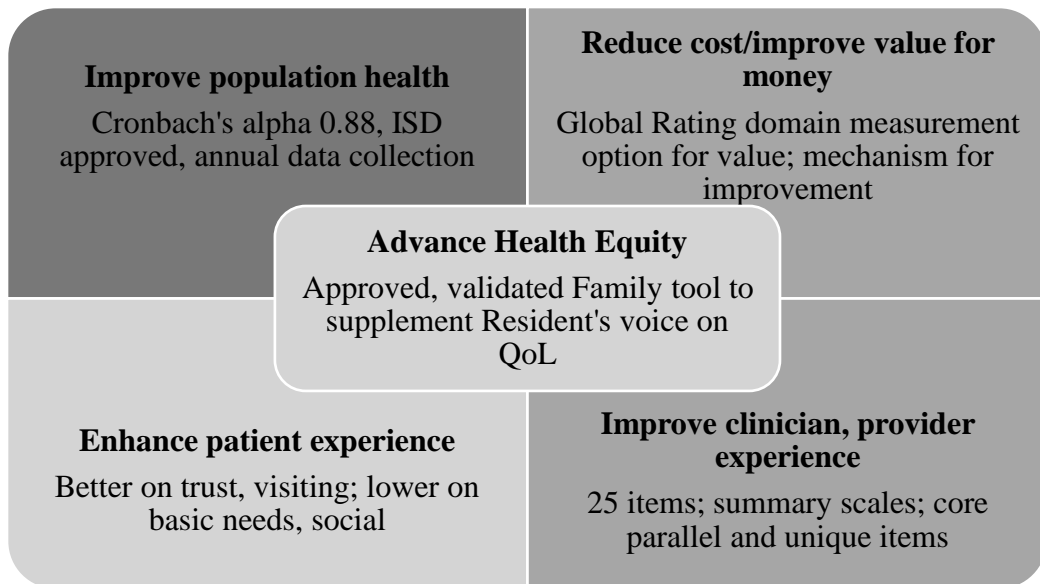 Improve population health
Cronbach's alpha 0.88, ISD
approved, annual data collection
Reduce cost/improve value for
money
Global Rating domain measurement
option for value; mechanism for
improvement
Advance Health Equity
Approved, validated Family tool to
supplement Resident's voice on
QoL
Enhance patient experience
Better on trust, visiting; lower on
basic needs, social
Improve clinician, provider
experience
25 items; summary scales; core
parallel and unique items